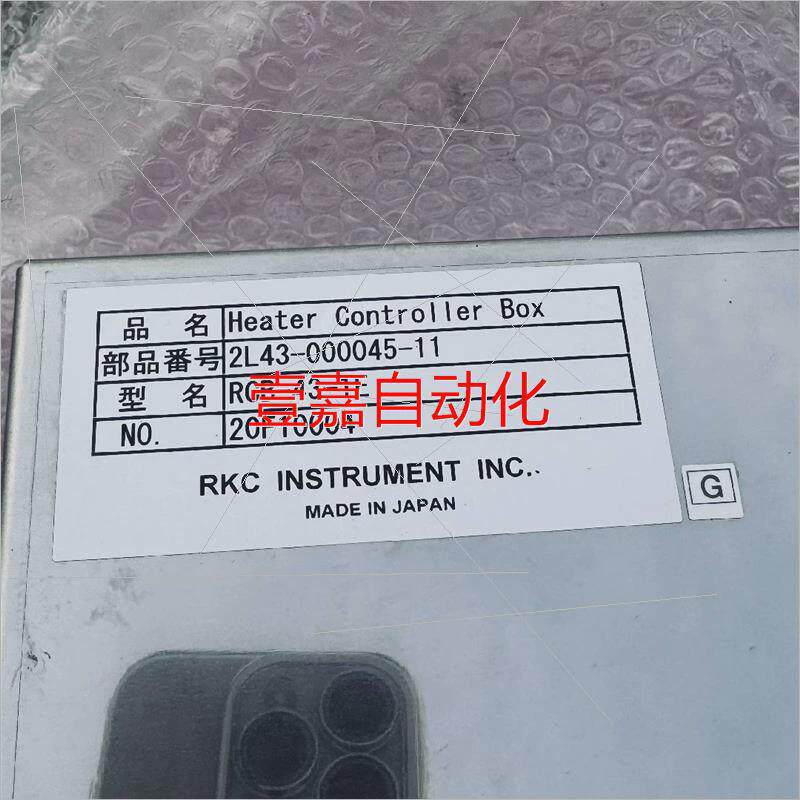 品 名 Heater Controller Box
部品番号 2L43-000045-11
型 名
壹嘉自动化
NO.
RKC INSTRUMENT INC.
MADE IN JAPAN
G